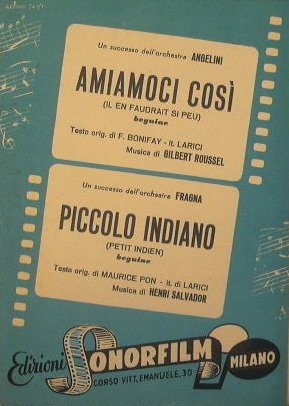 Un successo dell'orchestra ANGELINI
AMIAMOCI COSÌ
(IL EN FAUDRAIT SI PEU)
beguine
Testo orig. di F. BONIFAY - it. LARICI
Musica di GILBERT ROUSSEL
Un successo dell'orchestra FRAGNA
PICCOLO INDIANO
(PETIT INDIEN)
beguine
Testo orig. di MAURICE PON - it. di LARICI
Musica di HENRI SALVADOR
Edizioni SONORFILM MILANO
CORSO VITT. EMANUELE, 30